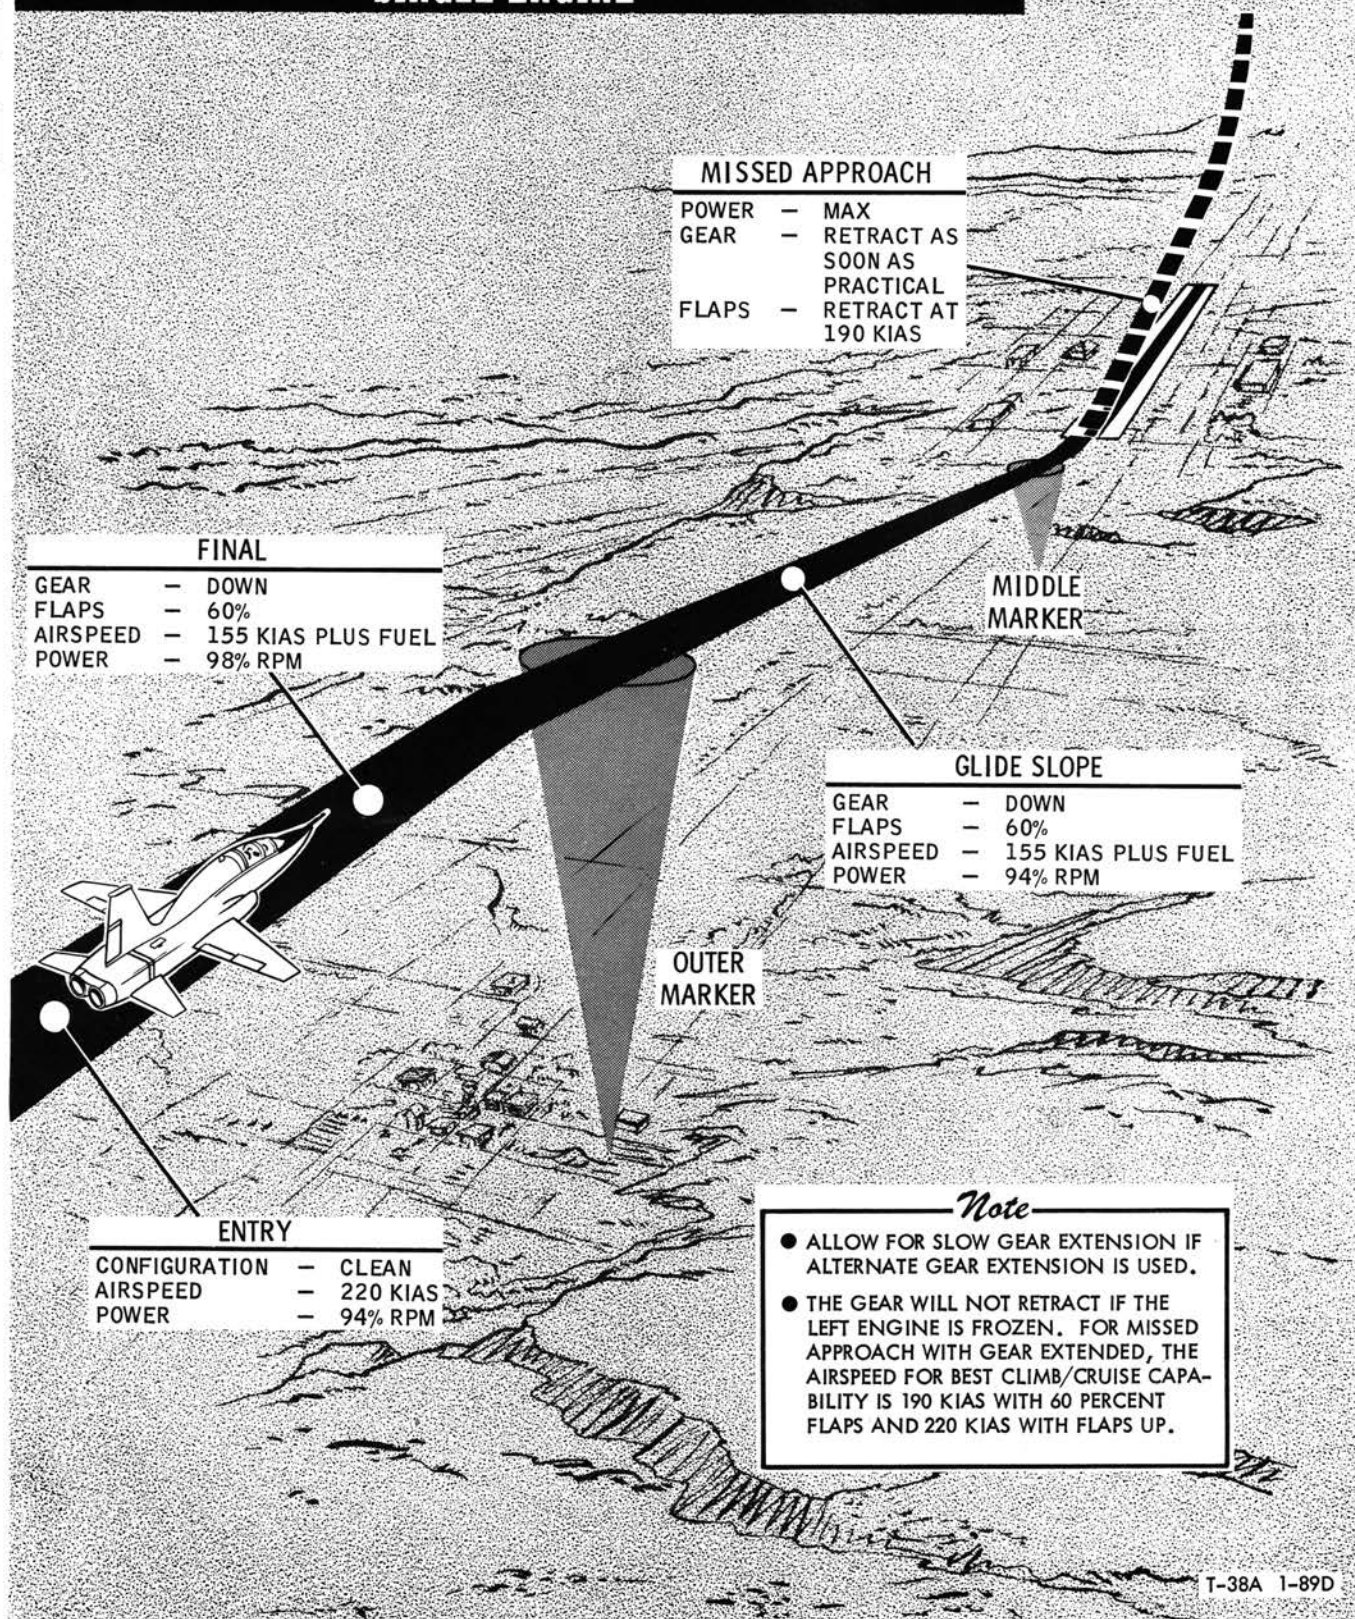 SINGLE ENGINE
MISSED APPROACH
POWER — MAX
GEAR — RETRACT AS
SOON AS
PRACTICAL
FLAPS — RETRACT AT
190 KIAS
FINAL
GEAR — DOWN
FLAPS — 60%
AIRSPEED — 155 KIAS PLUS FUEL
POWER — 98% RPM
MIDDLE
MARKER
GLIDE SLOPE
GEAR — DOWN
FLAPS — 60%
AIRSPEED — 155 KIAS PLUS FUEL
POWER — 94% RPM
OUTER
MARKER
ENTRY
CONFIGURATION — CLEAN
AIRSPEED — 220 KIAS
POWER — 94% RPM
Note
● ALLOW FOR SLOW GEAR EXTENSION IF
ALTERNATE GEAR EXTENSION IS USED.
● THE GEAR WILL NOT RETRACT IF THE
LEFT ENGINE IS FROZEN. FOR MISSED
APPROACH WITH GEAR EXTENDED, THE
AIRSPEED FOR BEST CLIMB/CRUISE CAPA-
BILITY IS 190 KIAS WITH 60 PERCENT
FLAPS AND 220 KIAS WITH FLAPS UP.
T-38A 1-89D